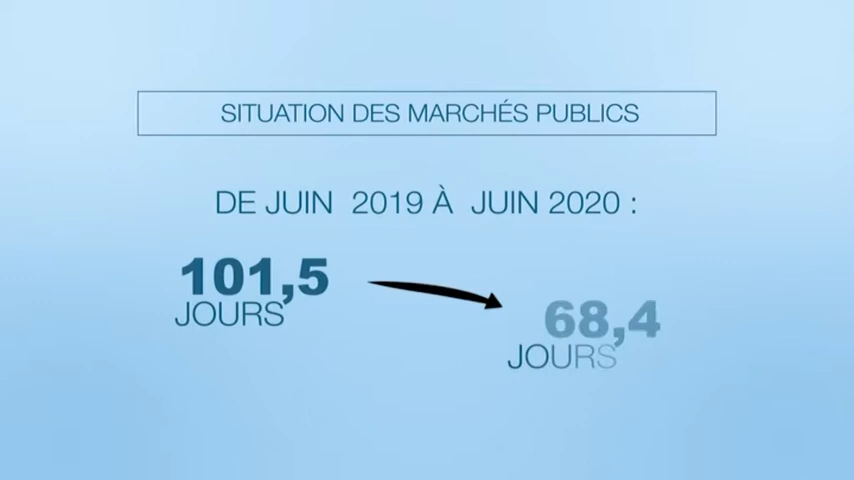 SITUATION DES MARCHÉS PUBLICS
DE JUIN 2019 À JUIN 2020 :
101,5
JOURS
68,4
JOURS